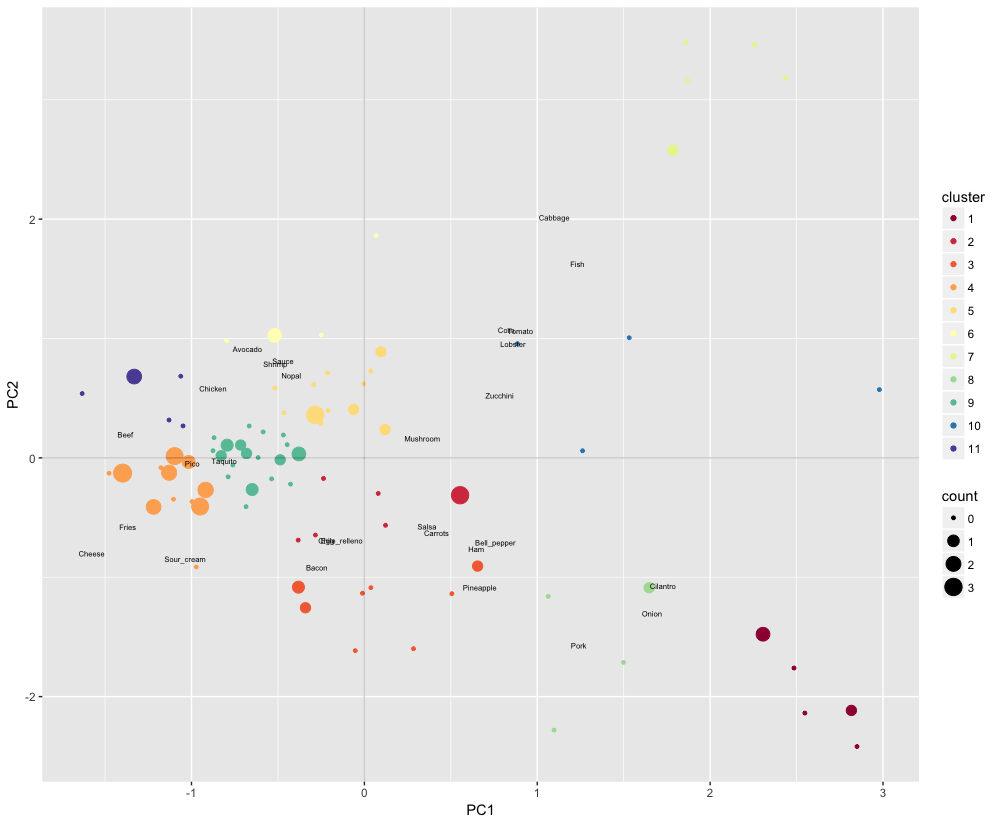 Cabbage
Fish
Corn
Tomato
Lobster
Avocado
Sauce
Shrimp
Nopal
Chicken
Zucchini
Beef
Mushroom
Pico
Taquito
Fries
Salsa
Carrots
Bell_pepper
Ham
Cheese
Sour_cream
Bacon
Pineapple
Cilantro
Onion
Pork
2
0
-2
-1
0
1
2
3
PC1
PC2
cluster
1
2
3
4
5
6
7
8
9
10
11
count
0
1
2
3